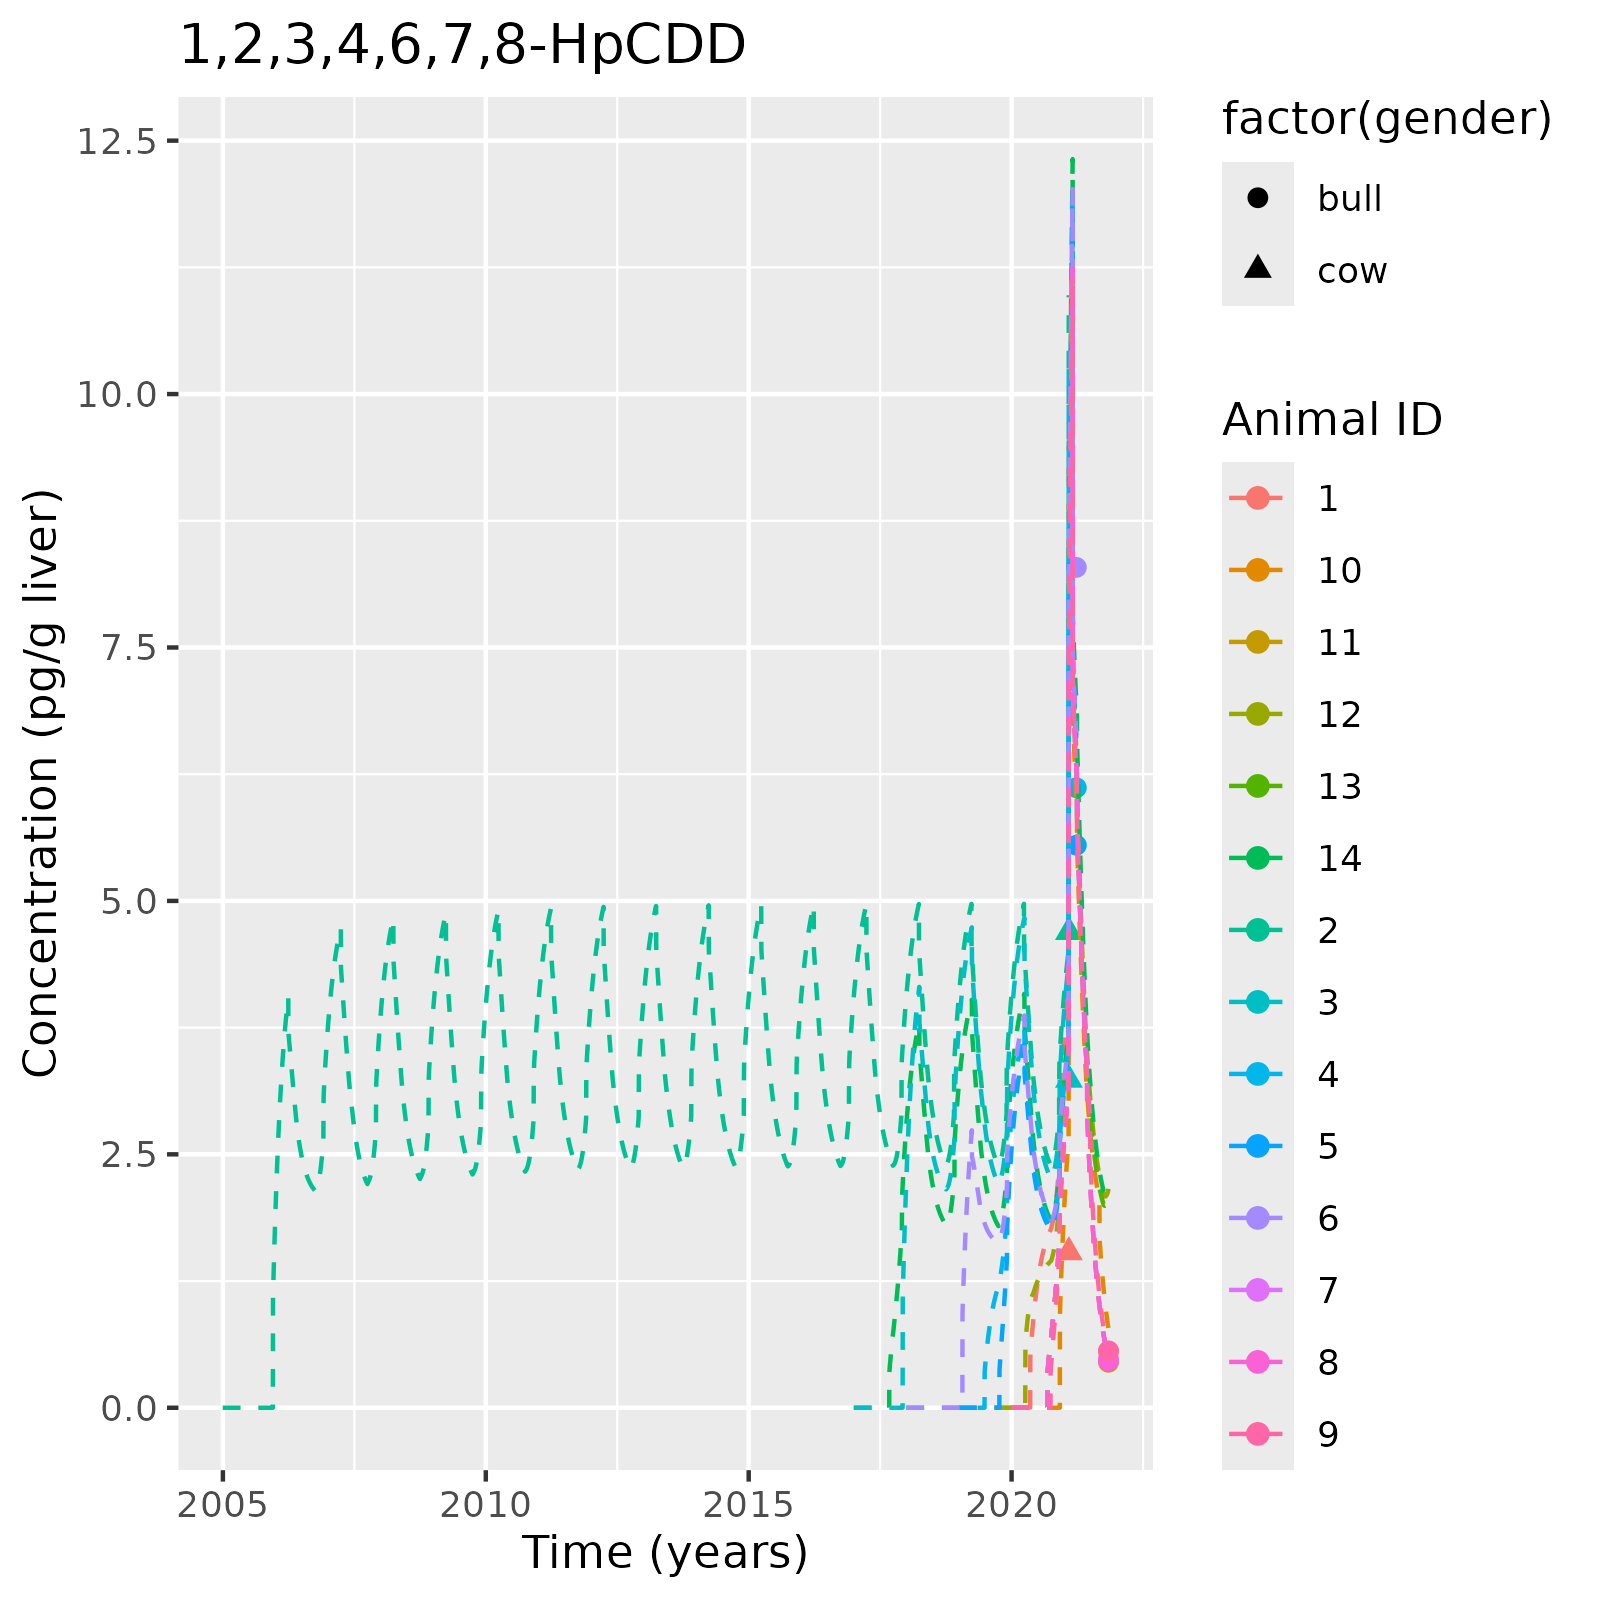 1,2,3,4,6,7,8-HpCDD
12.5
10.0
7.5
5.0
2.5
0.0
Concentration (pg/g liver)
2005 2010 2015 2020
Time (years)
factor(gender)
bull
cow
Animal ID
1
10
11
12
13
14
2
3
4
5
6
7
8
9